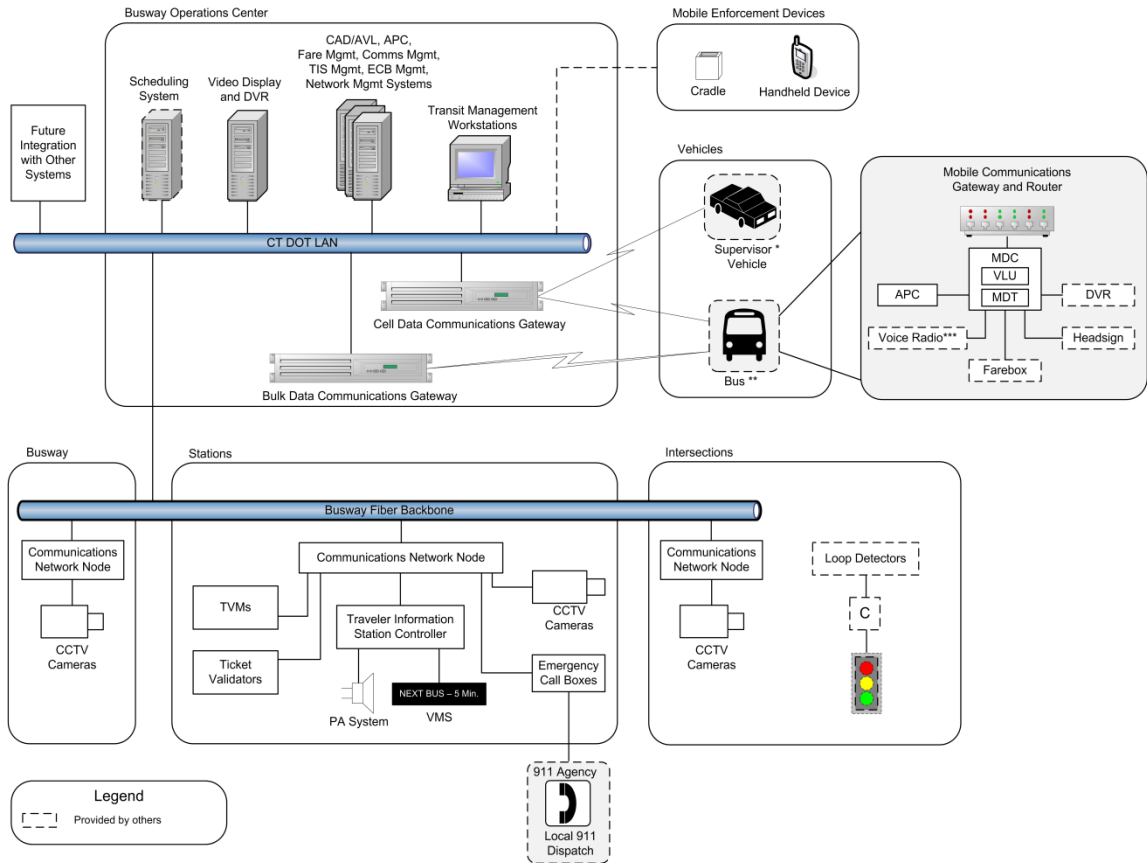 Busway Operations Center
CAD/AVL, APC,
Fare Mgmt, Comms Mgmt,
TIS Mgmt, ECB Mgmt,
Network Mgmt Systems
Scheduling
System
Video Display
and DVR
Transit Management
Workstations
Future
Integration
with Other
Systems
CT DOT LAN
Cell Data Communications Gateway
Bulk Data Communications Gateway
Mobile Enforcement Devices
Cradle
Handheld Device
Vehicles
Supervisor *
Vehicle
Bus **
Mobile Communications
Gateway and Router
MDC
VLU
MDT
APC
DVR
Voice Radio***
Headsign
Farebox
Busway
Stations
Intersections
Busway Fiber Backbone
Communications
Network Node
CCTV
Cameras
Communications Network Node
TVMs
Ticket
Validators
Traveler Information
Station Controller
PA System
NEXT BUS – 5 Min.
VMS
CCTV
Cameras
Emergency
Call Boxes
911 Agency
Local 911
Dispatch
Communications
Network Node
CCTV
Cameras
Loop Detectors
C
Legend
Provided by others